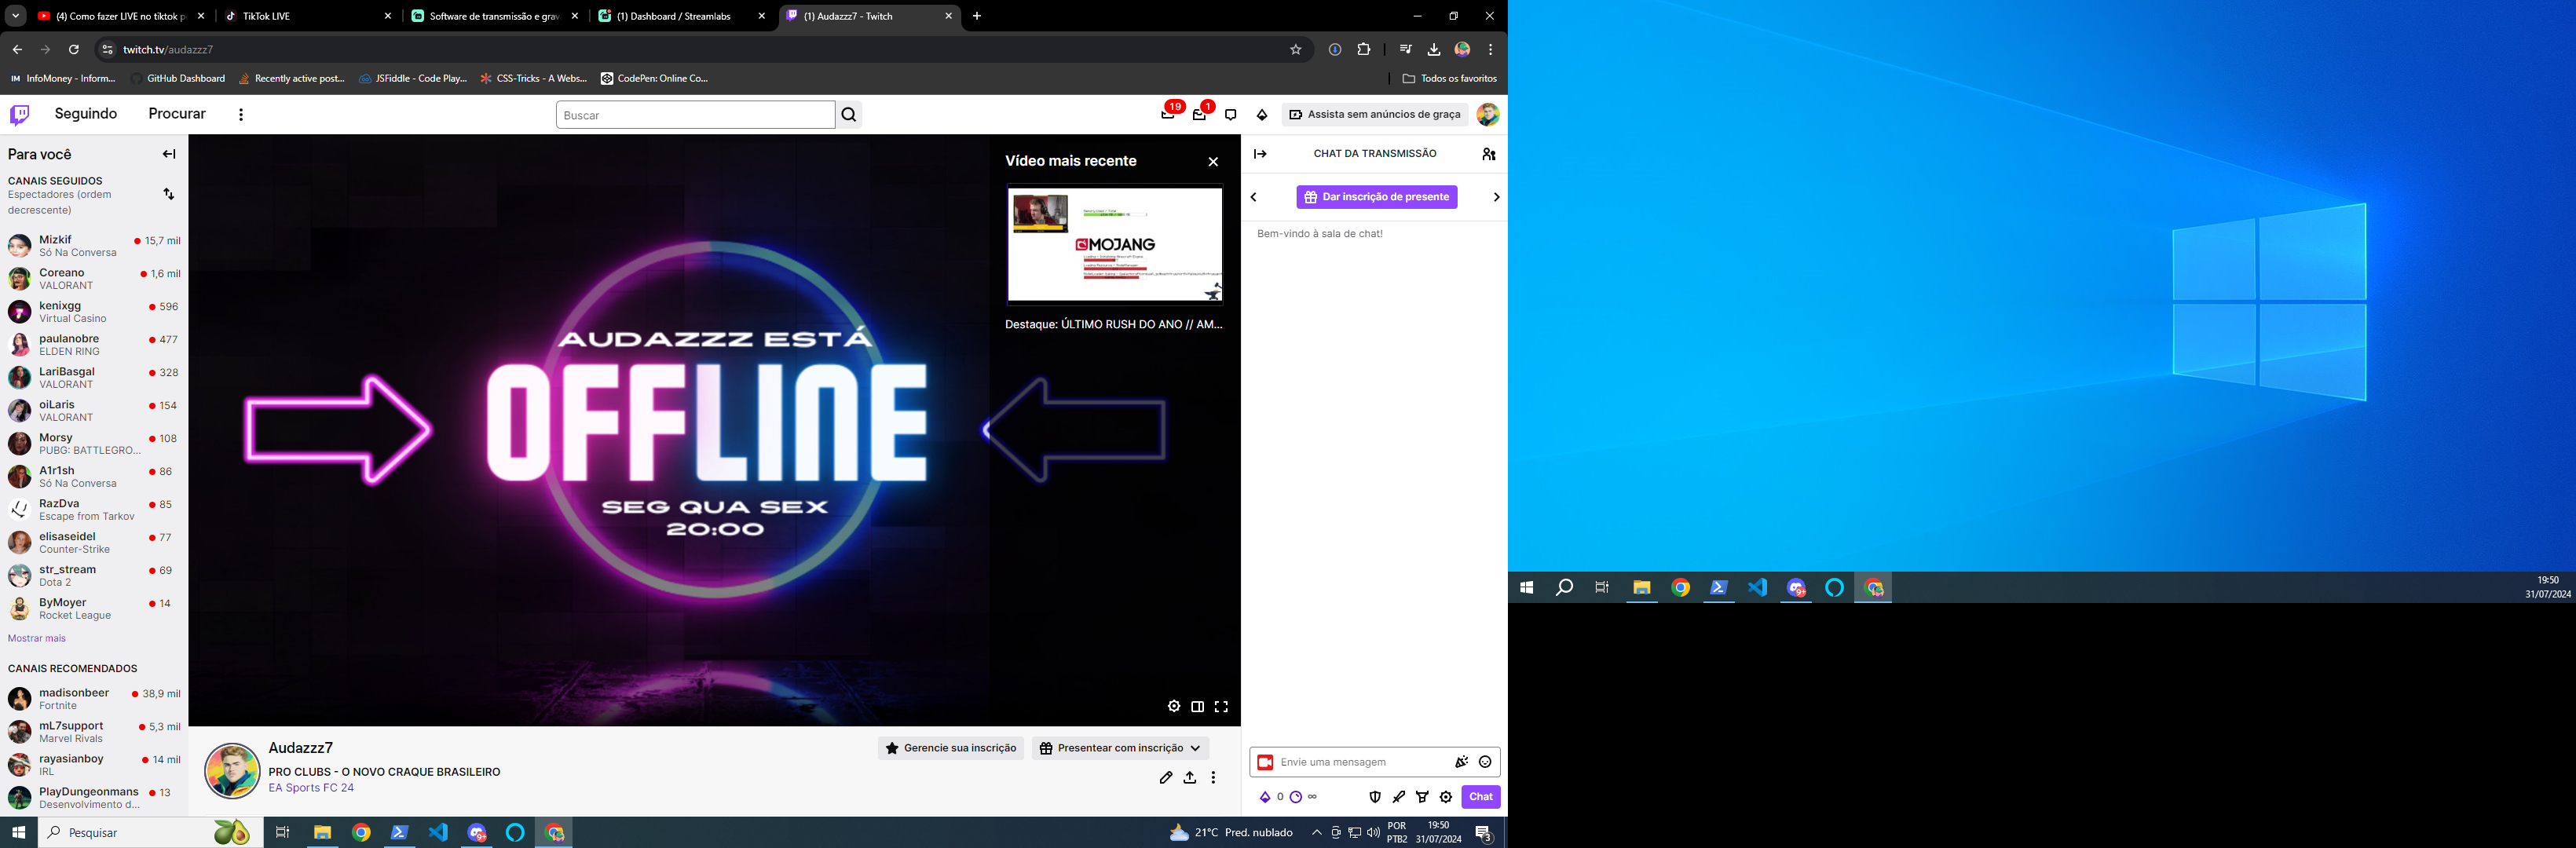 (4) Como fazer LIVE no tiktok p
TikTok LIVE
Software de transmissão e grav
(1) Dashboard / Streamlabs
(1) Audazzz7 - Twitch
twitch.tv/audazzz7
IM InfoMoney - Inform...
GitHub Dashboard
Recently active post...
JSFiddle - Code Play...
CSS-Tricks - A Webs...
CodePen: Online Co...
Todos os favoritos
Seguindo
Procurar
Buscar
19
1
Assista sem anúncios de graça
Para você
CANAIS SEGUIDOS
Espectadores (ordem
decrescente)
Mizkif
15,7 mil
Só Na Conversa
Coreano
1,6 mil
VALORANT
kenixgg
596
Virtual Casino
paulanobre
477
ELDEN RING
LariBasgal
328
VALORANT
oiLaris
154
VALORANT
Morsy
108
PUBG: BATTLEGRO...
A1r1sh
86
Só Na Conversa
RazDva
85
Escape from Tarkov
elisaseidel
77
Counter-Strike
str_stream
69
Dota 2
ByMoyer
14
Rocket League
Mostrar mais
CANAIS RECOMENDADOS
madisonbeer
38,9 mil
Fortnite
mL7support
5,3 mil
Marvel Rivals
rayasianboy
14 mil
IRL
PlayDungeonmans
13
Desenvolvimento d...
AUDAZZZ ESTÁ
OFFLINE
SEG QUA SEX
20:00
Vídeo mais recente
MOJANG
Destaque: ÚLTIMO RUSH DO ANO // AM...
Audazzz7
PRO CLUBS - O NOVO CRAQUE BRASILEIRO
EA Sports FC 24
Gerencie sua inscrição
Presentear com inscrição
CHAT DA TRANSMISSÃO
Dar inscrição de presente
Bem-vindo à sala de chat!
Envie uma mensagem
0
∞
Chat
Pesquisar
9+
21°C Pred. nublado
POR
PTB2
19:50
31/07/2024
3
9+
19:50
31/07/2024